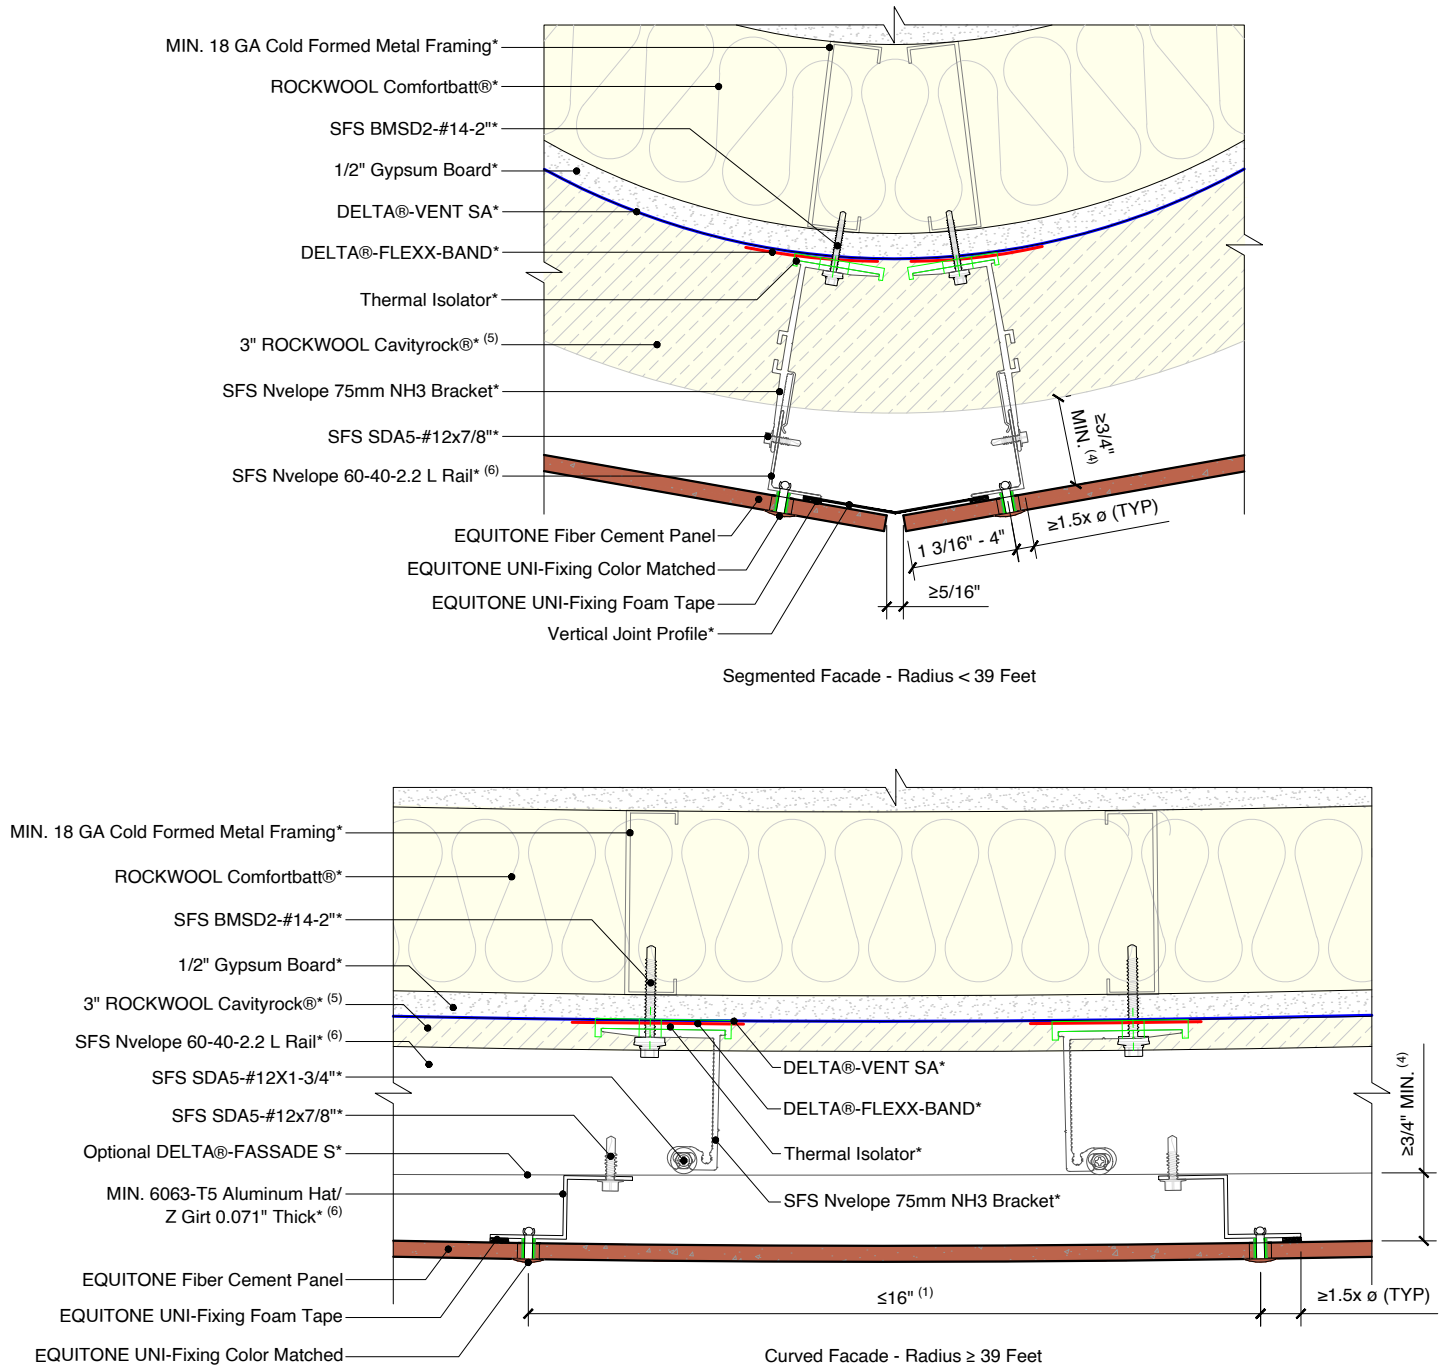 MIN. 18 GA Cold Formed Metal Framing*
ROCKWOOL Comfortbatt®*
SFS BMSD2-#14-2"*
1/2" Gypsum Board*
DELTA®-VENT SA*
DELTA®-FLEXX-BAND*
Thermal Isolator*
3" ROCKWOOL Cavityrock®* (5)
SFS Nvelope 75mm NH3 Bracket*
SFS SDA5-#12x7/8"*
SFS Nvelope 60-40-2.2 L Rail* (6)
EQUITONE Fiber Cement Panel
EQUITONE UNI-Fixing Color Matched
EQUITONE UNI-Fixing Foam Tape
Vertical Joint Profile*
≥3/4"
MIN. (4)
≥1.5x ø (TYP)
1 3/16" - 4"
≥5/16"
Segmented Facade - Radius < 39 Feet
MIN. 18 GA Cold Formed Metal Framing*
ROCKWOOL Comfortbatt®*
SFS BMSD2-#14-2"*
1/2" Gypsum Board*
3" ROCKWOOL Cavityrock®* (5)
SFS Nvelope 60-40-2.2 L Rail* (6)
SFS SDA5-#12X1-3/4"*
SFS SDA5-#12x7/8"*
Optional DELTA®-FASSADE S*
MIN. 6063-T5 Aluminum Hat/
Z Girt 0.071" Thick* (6)
EQUITONE Fiber Cement Panel
EQUITONE UNI-Fixing Foam Tape
EQUITONE UNI-Fixing Color Matched
DELTA®-VENT SA*
DELTA®-FLEXX-BAND*
Thermal Isolator*
SFS Nvelope 75mm NH3 Bracket*
≥3/4" MIN. (4)
≤16" (1)
≥1.5x ø (TYP)
Curved Facade - Radius ≥ 39 Feet